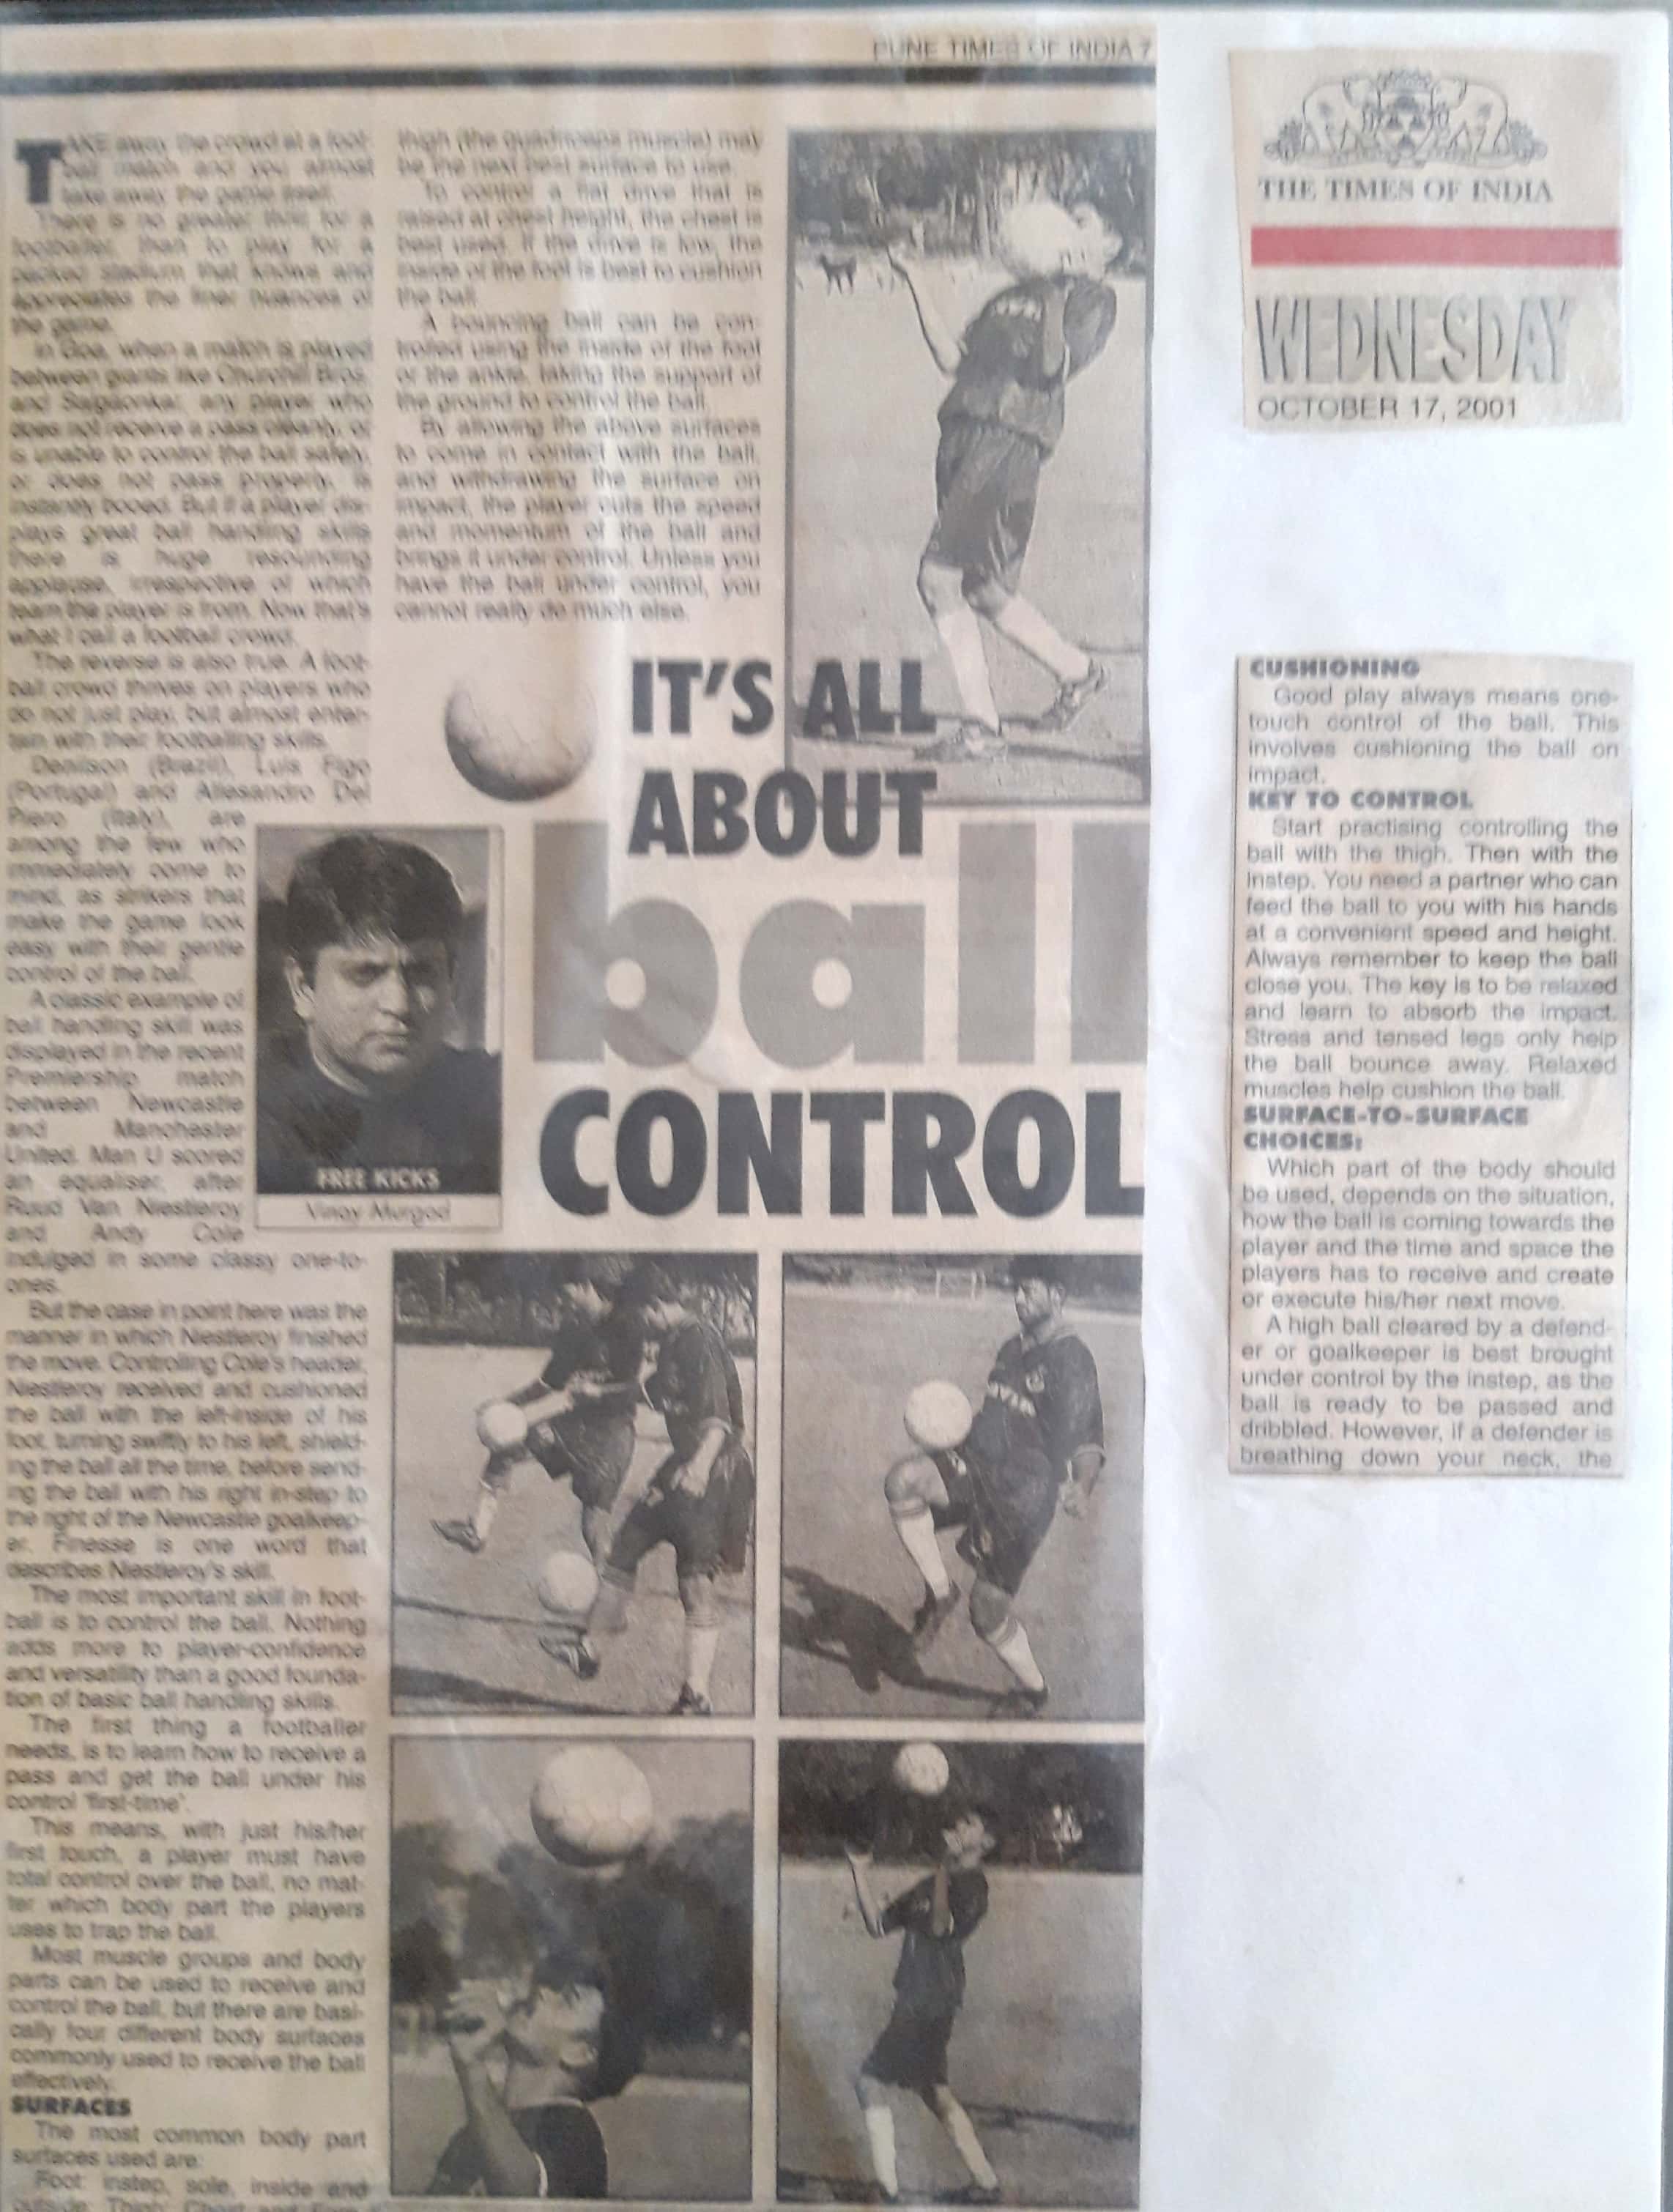 PUNE TIMES OF INDIA 7
TAKE away the crowd at a foot-
ball match and you almost
take away the game itself.
There is no greater thrill for a
footballer, than to play for a
packed stadium that knows and
appreciates the finer nuances of
the game.
In Goa, when a match is played
between giants like Churchill Bros.
and Salgaonkar, any player who
does not receive a pass cleanly, or
is unable to control the ball safely,
or does not pass properly, is
instantly booed. But if a player dis-
plays great ball handling skills
there is huge resounding
applause, irrespective of which
team the player is from. Now that's
what I call a football crowd.
The reverse is also true. A foot-
ball crowd thrives on players who
do not just play, but almost enter-
tain with their footballing skills.
Denilson (Brazil), Luis Figo
(Portugal) and Allesandro Del
Piero (Italy), are
among the few who
immediately come to
mind, as strikers that
make the game look
easy with their gentle
control of the ball.
A classic example of
ball handling skill was
displayed in the recent
Premiership match
between Newcastle
and Manchester
United. Man U scored
an equaliser, after
Ruud Van Niestleroy
and Andy Cole
indulged in some classy one-to-
ones.
But the case in point here was the
manner in which Niestleroy finished
the move. Controlling Cole's header,
Niestleroy received and cushioned
the ball with the left-inside of his
foot, turning swiftly to his left, shield-
ing the ball all the time, before send-
ing the ball with his right in-step to
the right of the Newcastle goalkeep-
er. Finesse is one word that
describes Niestleroy's skill.
The most important skill in foot-
ball is to control the ball. Nothing
adds more to player-confidence
and versatility than a good founda-
tion of basic ball handling skills.
The first thing a footballer
needs, is to learn how to receive a
pass and get the ball under his
control 'first-time'.
This means, with just his/her
first touch, a player must have
total control over the ball, no mat-
ter which body part the players
uses to trap the ball.
Most muscle groups and body
parts can be used to receive and
control the ball, but there are basi-
cally four different body surfaces
commonly used to receive the ball
effectively.
SURFACES
The most common body part
surfaces used are:
Foot: instep, sole, inside and
outside; Thigh; Chest and
thigh (the quadriceps muscle) may
be the next best surface to use.
To control a flat drive that is
raised at chest height, the chest is
best used. If the drive is low, the
inside of the foot is best to cushion
the ball.
A bouncing ball can be con-
trolled using the inside of the foot
or the ankle, taking the support of
the ground to control the ball.
By allowing the above surfaces
to come in contact with the ball,
and withdrawing the surface on
impact, the player cuts the speed
and momentum of the ball and
brings it under control. Unless you
have the ball under control, you
cannot really do much else.
IT'S ALL
ABOUT
ball
CONTROL
FREE KICKS
Vinay Murgod
THE TIMES OF INDIA
WEDNESDAY
OCTOBER 17, 2001
CUSHIONING
Good play always means one-
touch control of the ball. This
involves cushioning the ball on
impact.
KEY TO CONTROL
Start practising controlling the
ball with the thigh. Then with the
instep. You need a partner who can
feed the ball to you with his hands
at a convenient speed and height.
Always remember to keep the ball
close you. The key is to be relaxed
and learn to absorb the impact.
Stress and tensed legs only help
the ball bounce away. Relaxed
muscles help cushion the ball.
SURFACE-TO-SURFACE
CHOICES:
Which part of the body should
be used, depends on the situation,
how the ball is coming towards the
player and the time and space the
players has to receive and create
or execute his/her next move.
A high ball cleared by a defend-
er or goalkeeper is best brought
under control by the instep, as the
ball is ready to be passed and
dribbled. However, if a defender is
breathing down your neck, the